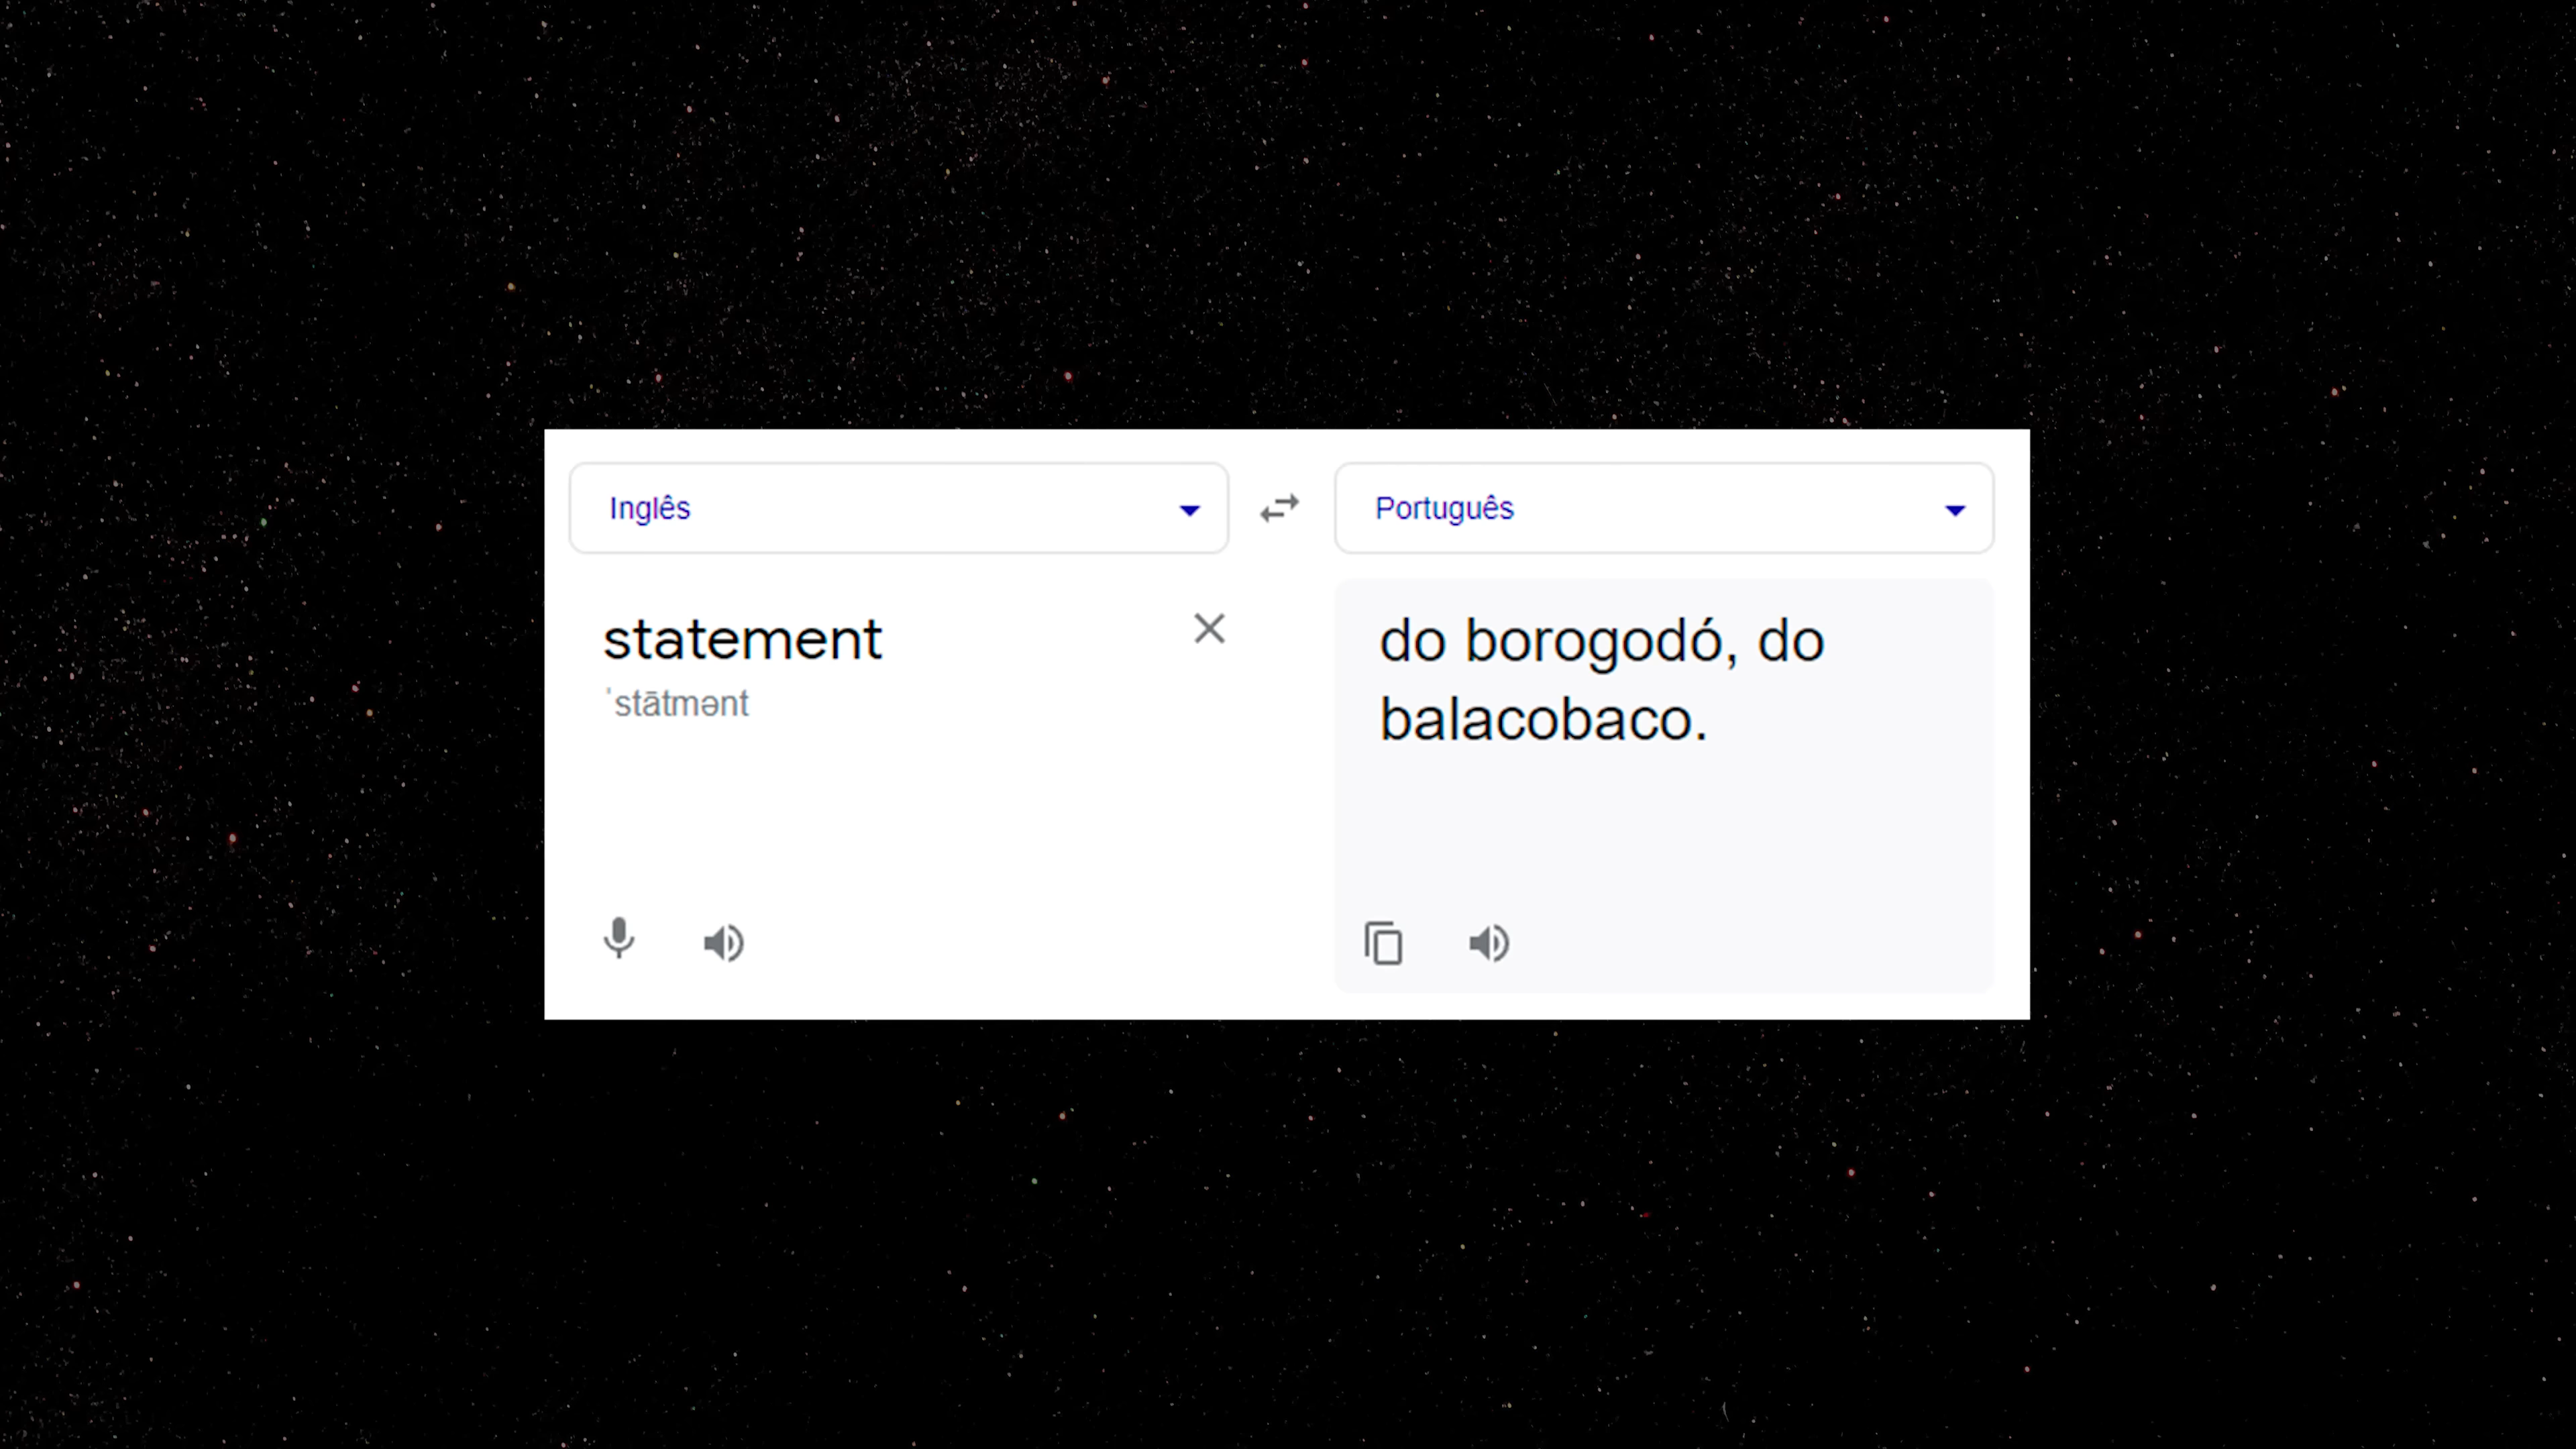 Inglês
Português
statement
ˈstātmənt
do borogodó, do
balacobaco.